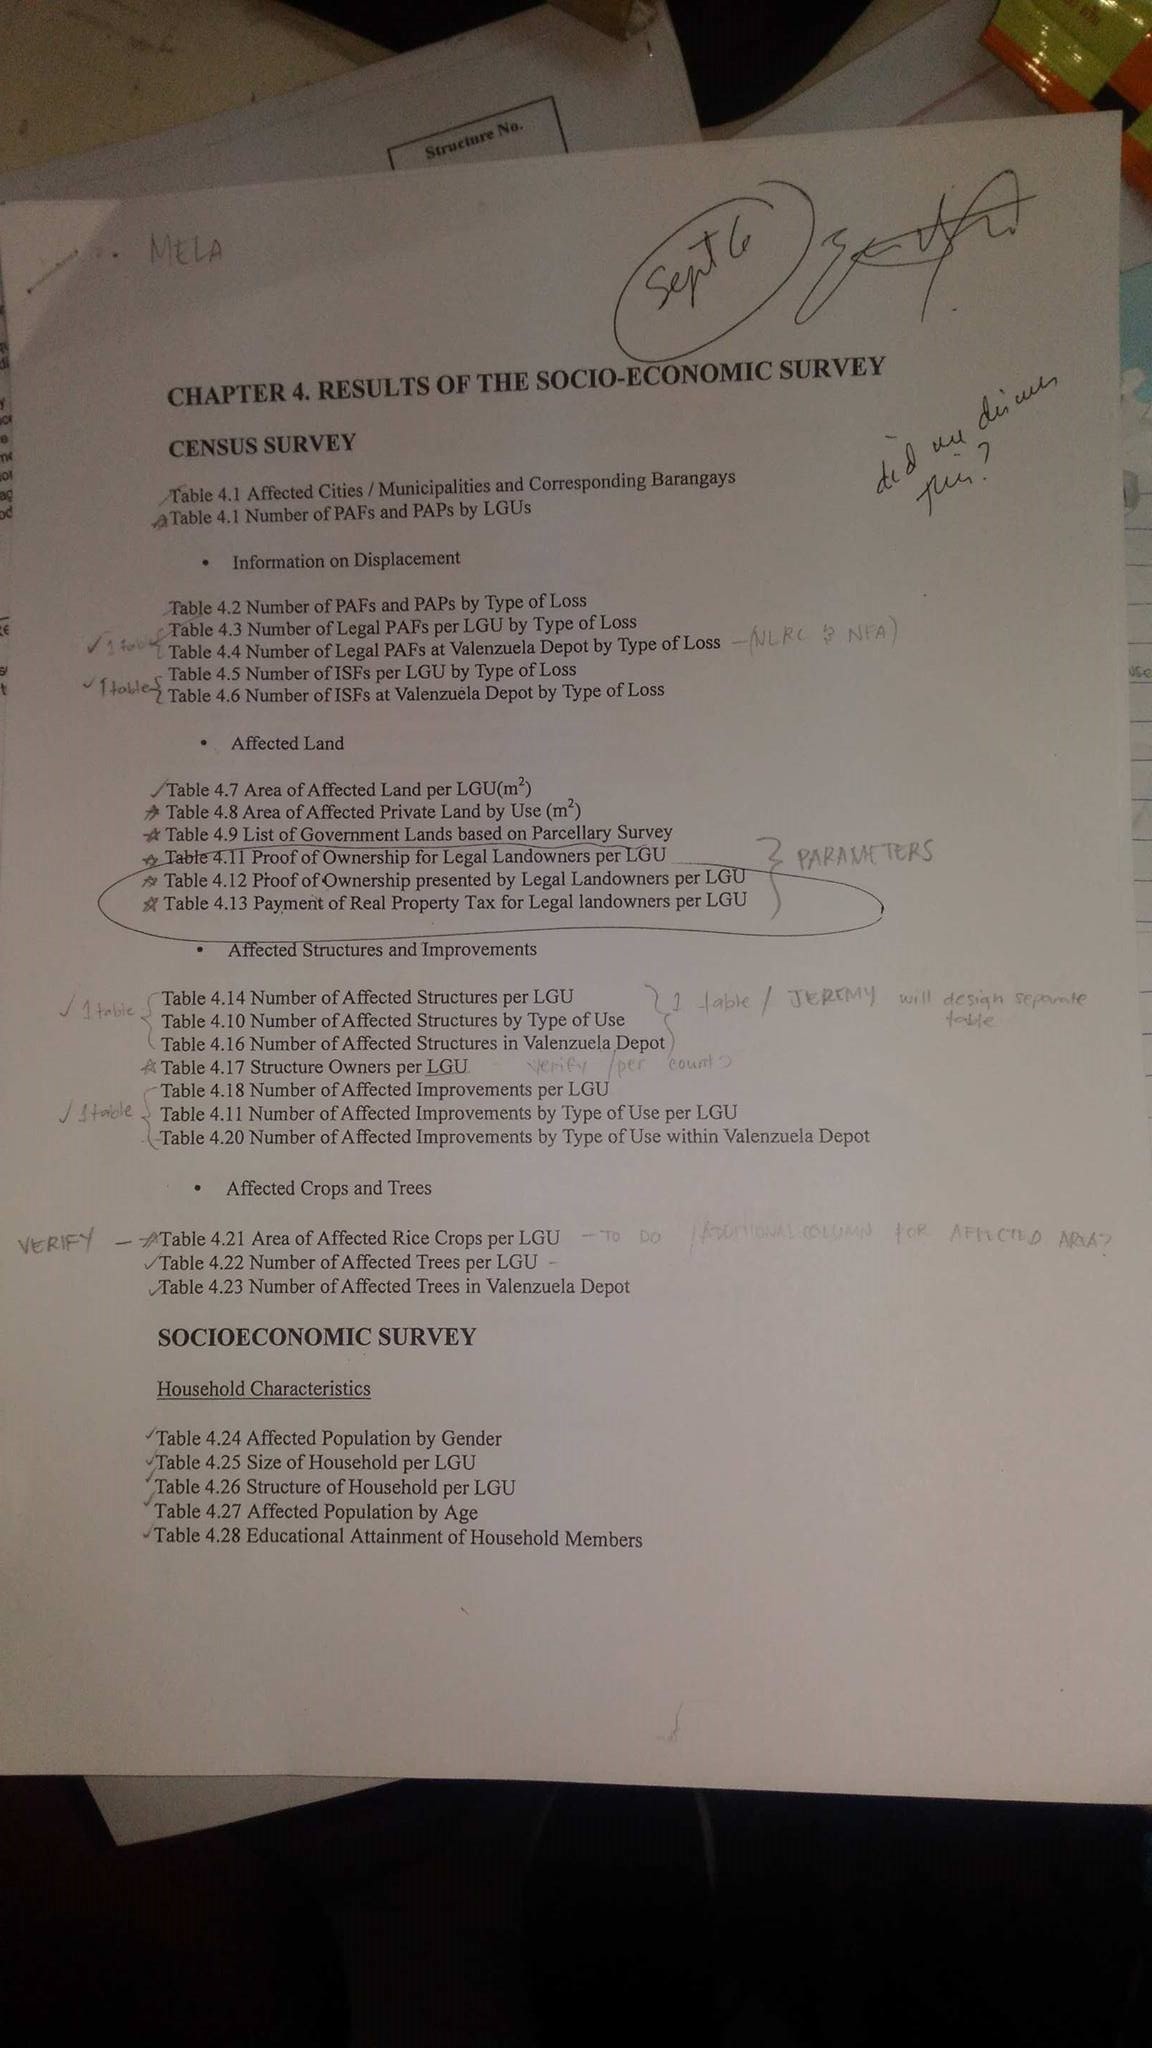 Structure No.
MELA
Sept 6
CHAPTER 4. RESULTS OF THE SOCIO-ECONOMIC SURVEY
did we discuss
this?
CENSUS SURVEY
Table 4.1 Affected Cities / Municipalities and Corresponding Barangays
Table 4.1 Number of PAFs and PAPs by LGUs
• Information on Displacement
Table 4.2 Number of PAFs and PAPs by Type of Loss
Table 4.3 Number of Legal PAFs per LGU by Type of Loss
✓ 1 table Table 4.4 Number of Legal PAFs at Valenzuela Depot by Type of Loss — (NLRC & NFA)
Table 4.5 Number of ISFs per LGU by Type of Loss
✓ 1 table Table 4.6 Number of ISFs at Valenzuela Depot by Type of Loss
• Affected Land
✓ Table 4.7 Area of Affected Land per LGU(m²)
☆ Table 4.8 Area of Affected Private Land by Use (m²)
☆ Table 4.9 List of Government Lands based on Parcellary Survey
☆ Table 4.11 Proof of Ownership for Legal Landowners per LGU } PARAMETERS
☆ Table 4.12 Proof of Ownership presented by Legal Landowners per LGU
☆ Table 4.13 Payment of Real Property Tax for Legal landowners per LGU
• Affected Structures and Improvements
✓ 1 table Table 4.14 Number of Affected Structures per LGU } 1 table / JEREMY will design separate table
Table 4.10 Number of Affected Structures by Type of Use
Table 4.16 Number of Affected Structures in Valenzuela Depot
☆ Table 4.17 Structure Owners per LGU verify /per count?
Table 4.18 Number of Affected Improvements per LGU
✓ 1 table Table 4.11 Number of Affected Improvements by Type of Use per LGU
Table 4.20 Number of Affected Improvements by Type of Use within Valenzuela Depot
• Affected Crops and Trees
VERIFY — ☆ Table 4.21 Area of Affected Rice Crops per LGU — TO DO / ADDITIONAL COLUMN FOR AFFECTED AREA?
✓ Table 4.22 Number of Affected Trees per LGU –
✓ Table 4.23 Number of Affected Trees in Valenzuela Depot
SOCIOECONOMIC SURVEY
Household Characteristics
✓ Table 4.24 Affected Population by Gender
✓ Table 4.25 Size of Household per LGU
✓ Table 4.26 Structure of Household per LGU
✓ Table 4.27 Affected Population by Age
✓ Table 4.28 Educational Attainment of Household Members